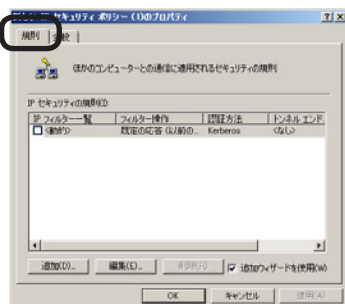 新しい IP セキュリティ ポリシー (1)のプロパティ
規則 全般
ほかのコンピューターとの通信に適用されるセキュリティの規則
IP セキュリティの規則(I):
IP フィルター一覧 フィルター操作 認証方法 トンネル エンド
<動的> 既定の応答 (以前の... Kerberos <なし>
追加(D)... 編集(E)... 削除(R) 追加ウィザードを使用(W)
OK キャンセル 適用(A)